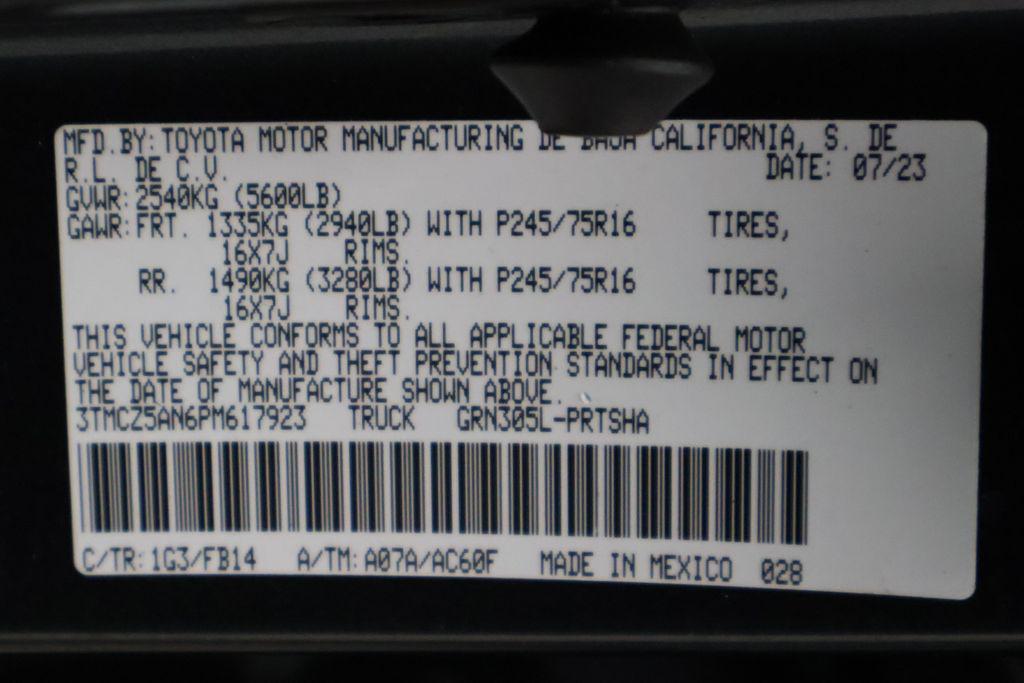 MFD.BY: TOYOTA MOTOR MANUFACTURING DE BAJA CALIFORNIA, S. DE
R.L. DE C.V. DATE: 07/23
GVWR: 2540KG (5600LB)
GAWR: FRT. 1335KG (2940LB) WITH P245/75R16 TIRES,
16X7J RIMS.
RR. 1490KG (3280LB) WITH P245/75R16 TIRES,
16X7J RIMS.
THIS VEHICLE CONFORMS TO ALL APPLICABLE FEDERAL MOTOR
VEHICLE SAFETY AND THEFT PREVENTION STANDARDS IN EFFECT ON
THE DATE OF MANUFACTURE SHOWN ABOVE.
3TMCZ5AN6PM617923 TRUCK GRN305L-PRTSHA
C/TR: 1G3/FB14 A/TM: A07A/AC60F MADE IN MEXICO 028